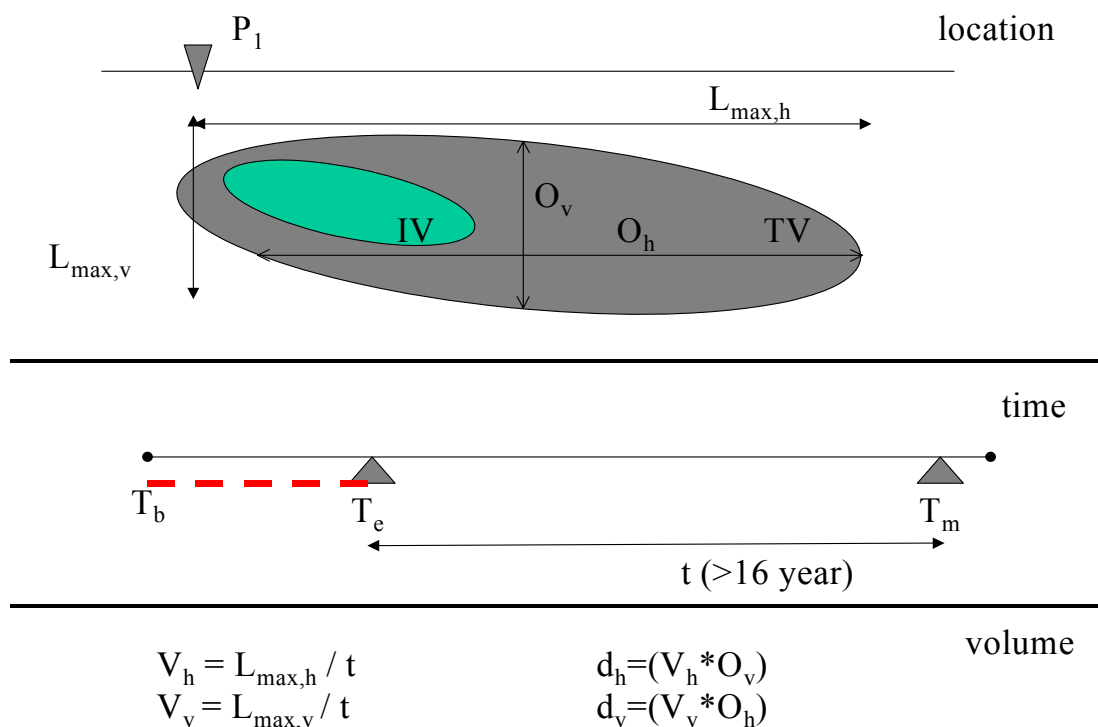 P₁ location
Lₘₐₓ,ₕ
Oᵥ
IV Oₕ TV
Lₘₐₓ,ᵥ
time
T_b Tₑ Tₘ
t (>16 year)
volume
Vₕ = Lₘₐₓ,ₕ / t dₕ=(Vₕ*Oᵥ)
Vᵥ = Lₘₐₓ,ᵥ/t dᵥ=(Vᵥ*Oₕ)